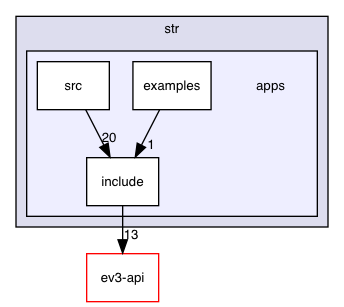 str
src
examples
apps
20
1
include
13
ev3-api